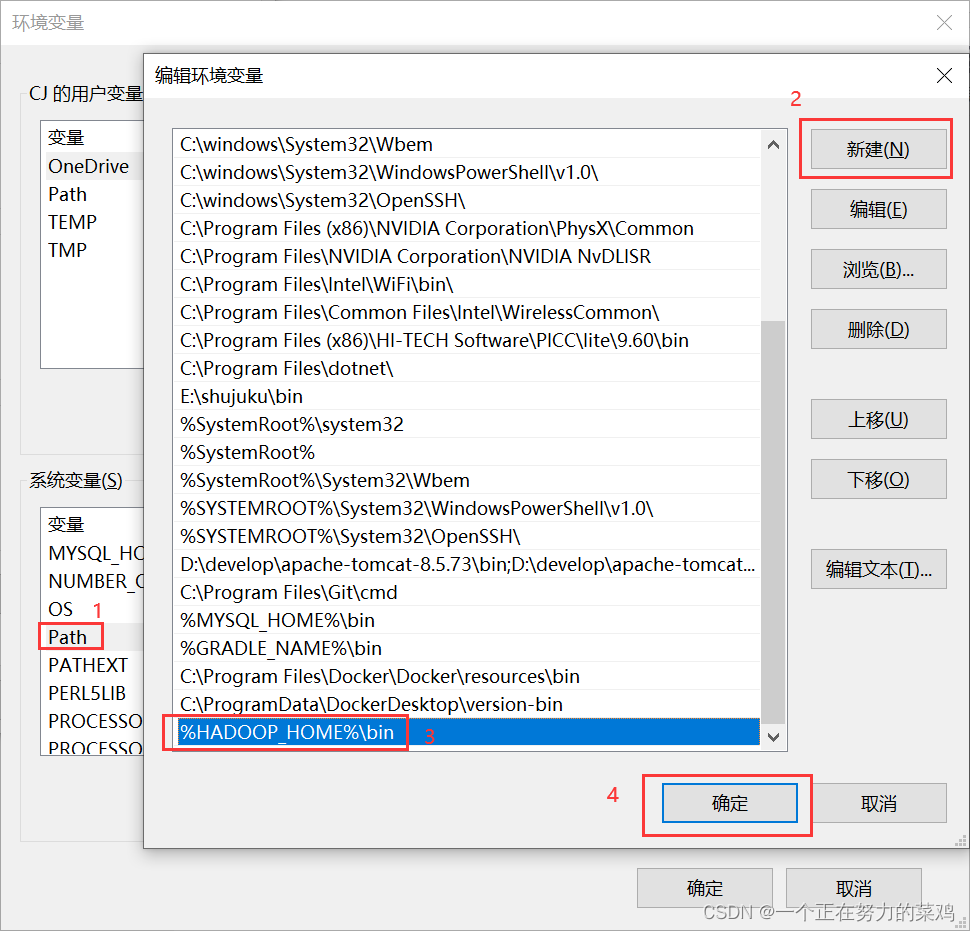 环境变量
编辑环境变量
CJ 的用户变量
变量
OneDrive
Path
TEMP
TMP
系统变量(S)
变量
MYSQL_HO
NUMBER_O
OS
1
Path
PATHEXT
PERL5LIB
PROCESSO
PROCESSO
C:\windows\System32\Wbem
C:\windows\System32\WindowsPowerShell\v1.0\
C:\windows\System32\OpenSSH\
C:\Program Files (x86)\NVIDIA Corporation\PhysX\Common
C:\Program Files\NVIDIA Corporation\NVIDIA NvDLISR
C:\Program Files\Intel\WiFi\bin\
C:\Program Files\Common Files\Intel\WirelessCommon\
C:\Program Files (x86)\HI-TECH Software\PICC\lite\9.60\bin
C:\Program Files\dotnet\
E:\shujuku\bin
%SystemRoot%\system32
%SystemRoot%
%SystemRoot%\System32\Wbem
%SYSTEMROOT%\System32\WindowsPowerShell\v1.0\
%SYSTEMROOT%\System32\OpenSSH\
D:\develop\apache-tomcat-8.5.73\bin;D:\develop\apache-tomcat...
C:\Program Files\Git\cmd
%MYSQL_HOME%\bin
%GRADLE_NAME%\bin
C:\Program Files\Docker\Docker\resources\bin
C:\ProgramData\DockerDesktop\version-bin
%HADOOP_HOME%\bin
3
2
新建(N)
编辑(E)
浏览(B)...
删除(D)
上移(U)
下移(O)
编辑文本(T)...
4
确定
取消
确定
取消
CSDN @一个正在努力的菜鸡